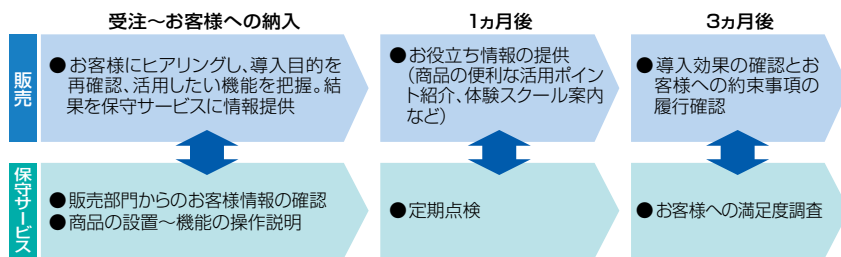 受注～お客様への納入
1ヵ月後
3ヵ月後
販売
●お客様にヒアリングし、導入目的を
再確認、活用したい機能を把握。結
果を保守サービスに情報提供
●お役立ち情報の提供
（商品の便利な活用ポイン
ト紹介、体験スクール案内
など）
●導入効果の確認とお
客様への約束事項の
履行確認
保守サービス
●販売部門からのお客様情報の確認
●商品の設置～機能の操作説明
●定期点検
●お客様への満足度調査